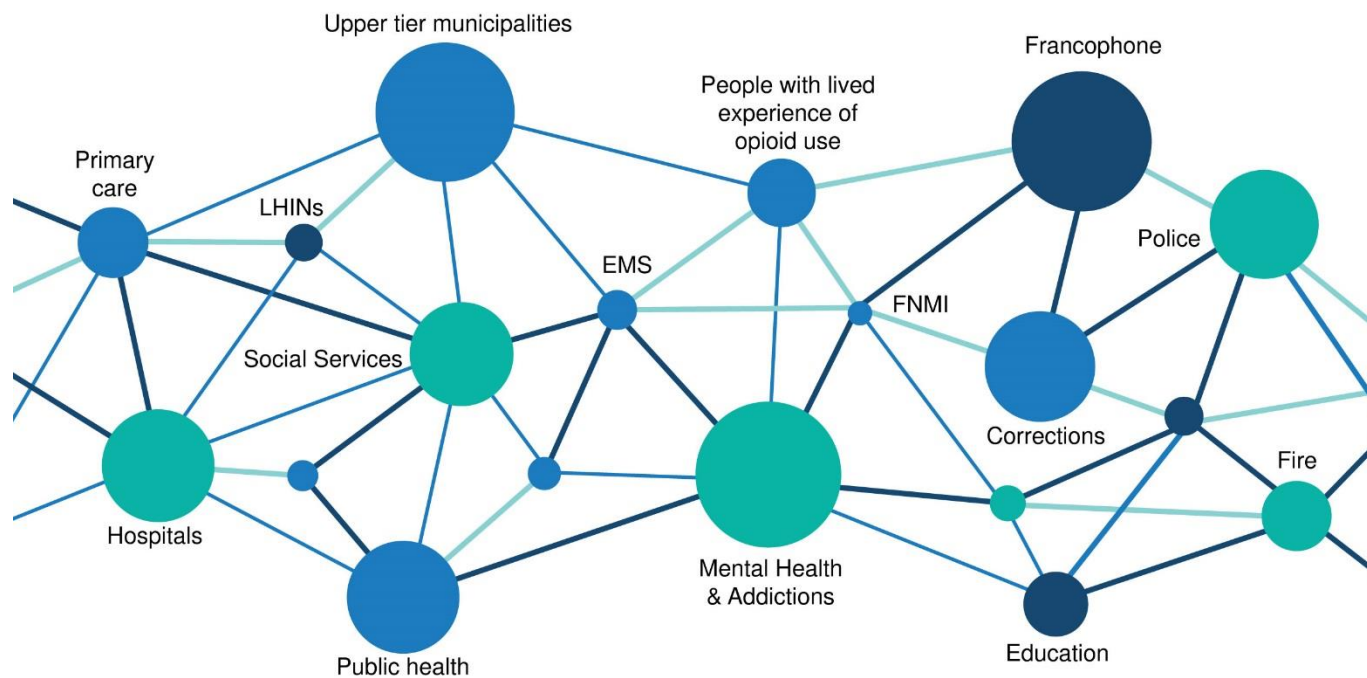 Upper tier municipalities
Francophone
People with lived
experience of
opioid use
Primary
care
LHINs
Police
EMS
FNMI
Social Services
Corrections
Fire
Hospitals
Mental Health
& Addictions
Education
Public health